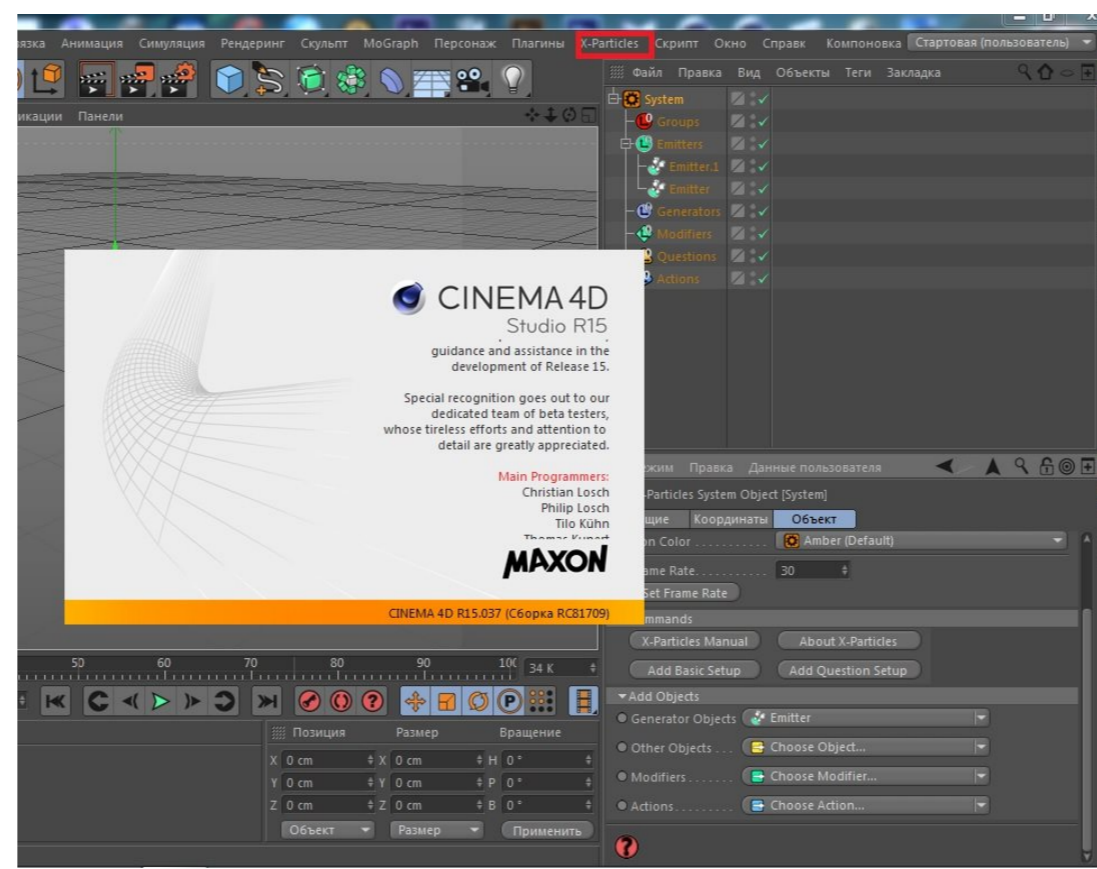 Анимация Симуляция Рендеринг Скульпт MoGraph Персонаж Плагины X-Particles Скрипт Окно Справк Компоновка Стартовая (пользователь)
Файл Правка Вид Объекты Теги Закладка
Панели
System
Groups
Emitters
Emitter.1
Emitter
Generators
Modifiers
Questions
Actions
CINEMA 4D
Studio R15
guidance and assistance in the
development of Release 15.
Special recognition goes out to our
dedicated team of beta testers,
whose tireless efforts and attention to
detail are greatly appreciated.
Main Programmers:
Christian Losch
Philip Losch
Tilo Kühn
Thomas Kunert
MAXON
CINEMA 4D R15.037 (Сборка RC81709)
Правка Данные пользователя
-Particles System Object [System]
Координаты Объект
on Color Amber (Default)
ame Rate 30
Set Frame Rate
mmands
X-Particles Manual About X-Particles
Add Basic Setup Add Question Setup
Add Objects
Generator Objects Emitter
Other Objects Choose Object...
Modifiers Choose Modifier...
Actions Choose Action...
50 60 70 80 90 34 K
Позиция Размер Вращение
X 0 cm X 0 cm H 0 °
Y 0 cm Y 0 cm P 0 °
Z 0 cm Z 0 cm B 0 °
Объект Размер Применить